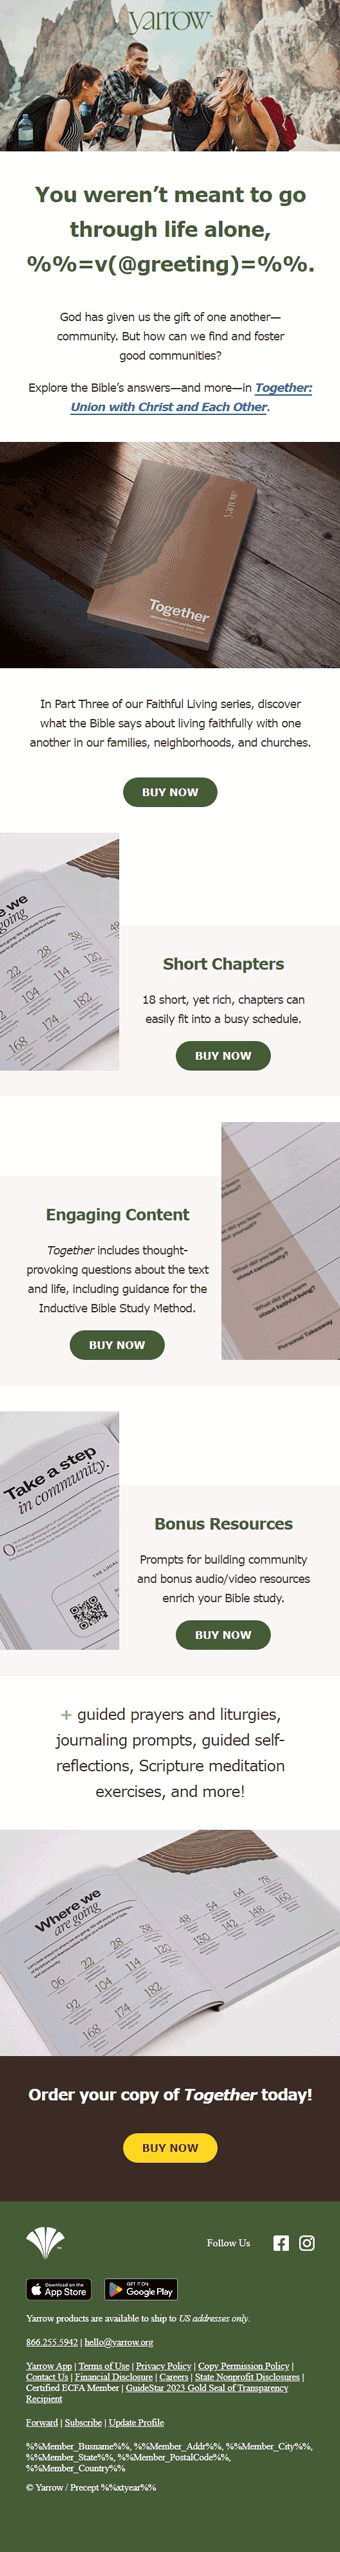 yarrow
You weren't meant to go
through life alone,
%%=v(@greeting)=%%.
God has given us the gift of one another—
community. But how can we find and foster
good communities?
Explore the Bible's answers—and more—in Together:
Union with Christ and Each Other.
yarrow
Together
In Part Three of our Faithful Living series, discover
what the Bible says about living faithfully with one
another in our families, neighborhoods, and churches.
BUY NOW
going
22 28 38 48
104 114 120
168 174 182
Short Chapters
18 short, yet rich, chapters can
easily fit into a busy schedule.
BUY NOW
Engaging Content
Together includes thought-
provoking questions about the text
and life, including guidance for the
Inductive Bible Study Method.
BUY NOW
What did you learn
about community?
What did you learn
about faithful living?
Personal Takeaway
Take a step
in community.
THE LOCAL
Bonus Resources
Prompts for building community
and bonus audio/video resources
enrich your Bible study.
BUY NOW
+ guided prayers and liturgies,
journaling prompts, guided self-
reflections, Scripture meditation
exercises, and more!
Where we
are going
06 22 28 38 48 54 64 78
92 104 114 120 130 142 148 160
168 174 182
Order your copy of Together today!
BUY NOW
Follow Us
Download on the
App Store
GET IT ON
Google Play
Yarrow products are available to ship to US addresses only.
866.255.5942 | hello@yarrow.org
Yarrow App | Terms of Use | Privacy Policy | Copy Permission Policy |
Contact Us | Financial Disclosure | Careers | State Nonprofit Disclosures |
Certified ECFA Member | GuideStar 2023 Gold Seal of Transparency
Recipient
Forward | Subscribe | Update Profile
%%Member_Busname%%, %%Member_Addr%%, %%Member_City%%,
%%Member_State%%, %%Member_PostalCode%%,
%%Member_Country%%
© Yarrow / Precept %%xtyear%%